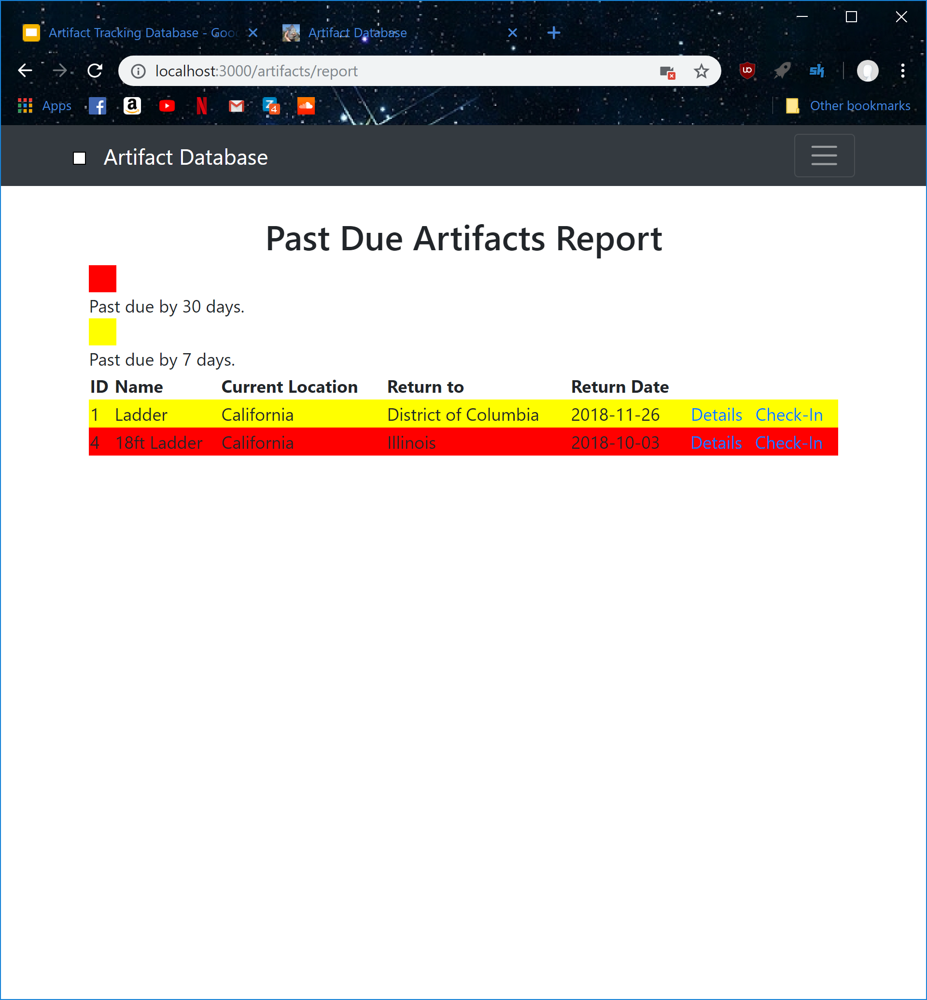 Artifact Tracking Database - Goo
Artifact Database
localhost:3000/artifacts/report
UO
sk
Apps
f
a
N
M
Z
4
Other bookmarks
Artifact Database
Past Due Artifacts Report
Past due by 30 days.
Past due by 7 days.
ID Name Current Location Return to Return Date
1 Ladder California District of Columbia 2018-11-26 Details Check-In
4 18ft Ladder California Illinois 2018-10-03 Details Check-In